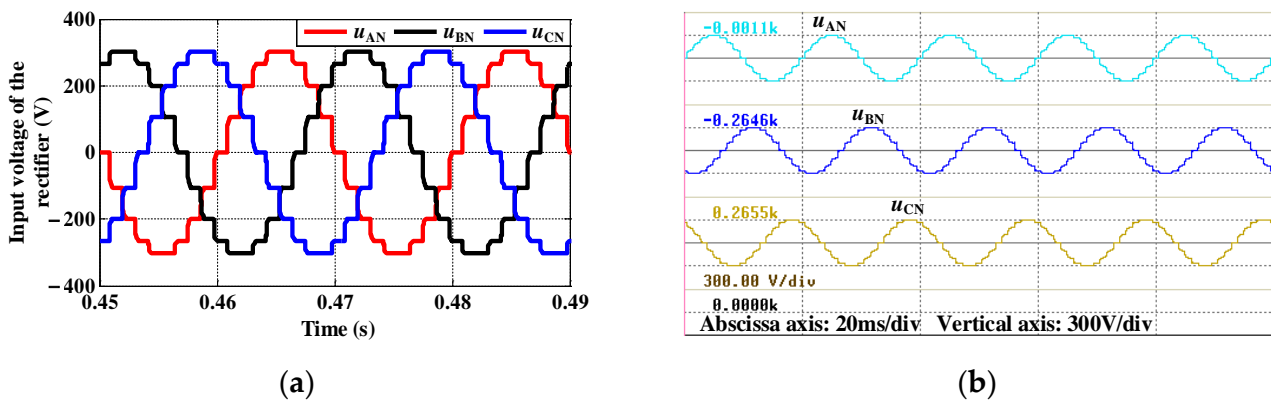 Input voltage of the
rectifier (V)
400
200
0
−200
−400
u_AN u_BN u_CN
0.45 0.46 0.47 0.48 0.49
Time (s)
(a)
-0.0011k
u_AN
-0.2646k
u_BN
0.2655k
u_CN
300.00 V/div
0.0000k
Abscissa axis: 20ms/div Vertical axis: 300V/div
(b)